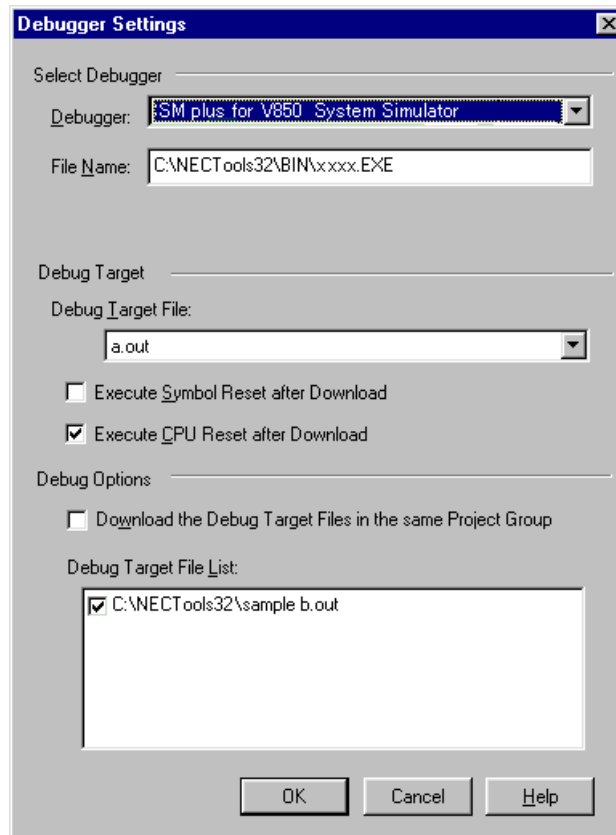 Debugger Settings
Select Debugger
Debugger: SM plus for V850 System Simulator
File Name: C:\NECTools32\BIN\xxxx.EXE
Debug Target
Debug Target File:
a.out
Execute Symbol Reset after Download
Execute CPU Reset after Download
Debug Options
Download the Debug Target Files in the same Project Group
Debug Target File List:
C:\NECTools32\sample b.out
OK Cancel Help